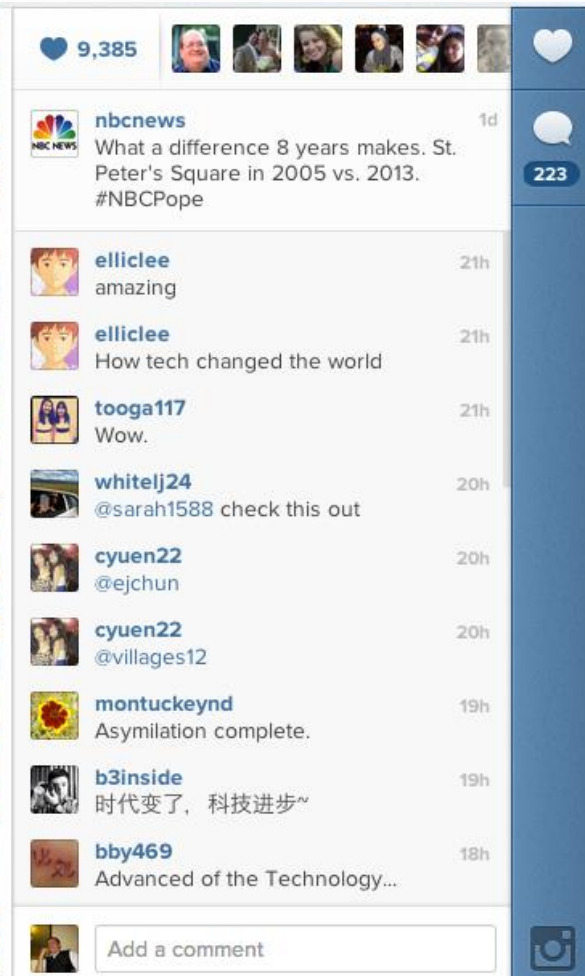 9,385
NBC NEWS
nbcnews 1d
What a difference 8 years makes. St.
Peter's Square in 2005 vs. 2013.
#NBCPope
223
elliclee 21h
amazing
elliclee 21h
How tech changed the world
tooga117 21h
Wow.
whitelj24 20h
@sarah1588 check this out
cyuen22 20h
@ejchun
cyuen22 20h
@villages12
montuckeynd 19h
Asymilation complete.
b3inside 19h
时代变了，科技进步~
bby469 18h
Advanced of the Technology...
Add a comment